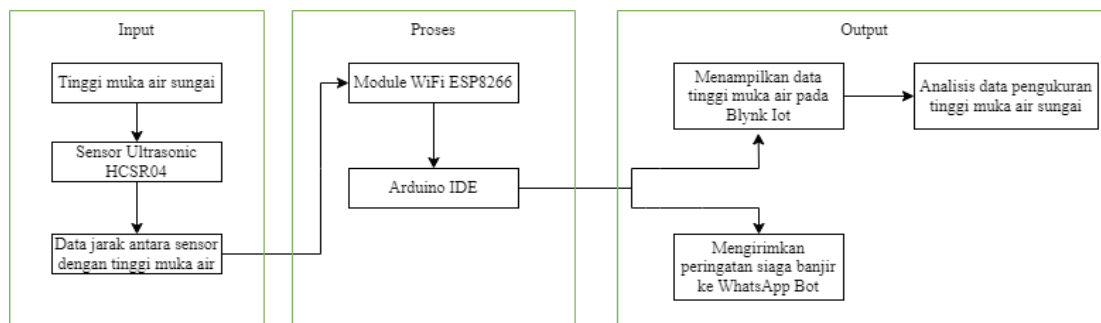 Input
Tinggi muka air sungai
Sensor Ultrasonic
HCSR04
Data jarak antara sensor
dengan tinggi muka air
Proses
Module WiFi ESP8266
Arduino IDE
Output
Menampilkan data
tinggi muka air pada
Blynk Iot
Analisis data pengukuran
tinggi muka air sungai
Mengirimkan
peringatan siaga banjir
ke WhatsApp Bot